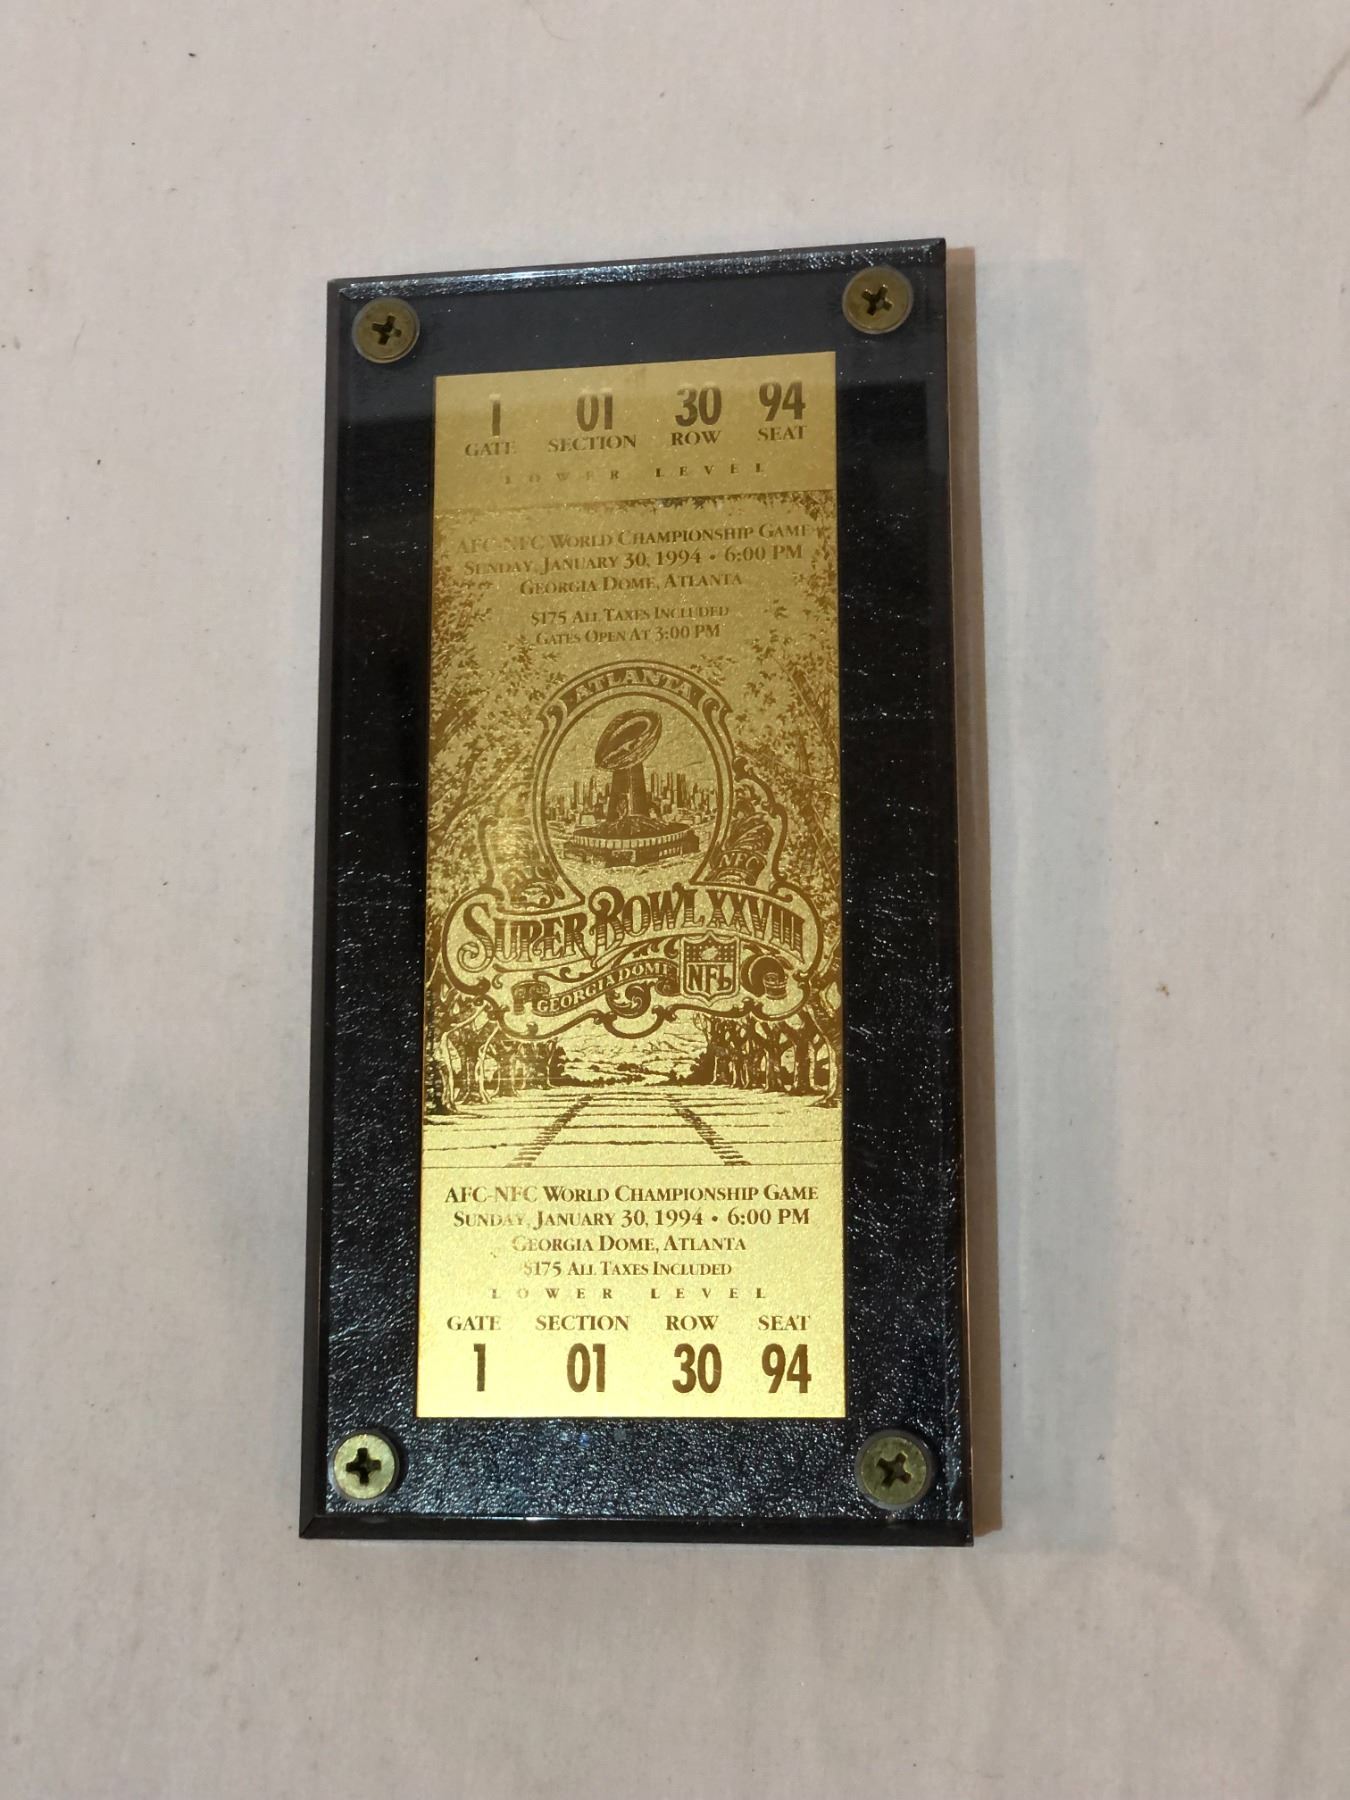 1 01 30 94
GATE SECTION ROW SEAT
LOWER LEVEL
AFC-NFC WORLD CHAMPIONSHIP GAME
SUNDAY, JANUARY 30, 1994 • 6:00 PM
GEORGIA DOME, ATLANTA
$175 ALL TAXES INCLUDED
GATES OPEN AT 3:00 PM
ATLANTA
NFC
SUPER BOWL XXVIII
GEORGIA DOME
NFL
AFC-NFC WORLD CHAMPIONSHIP GAME
SUNDAY, JANUARY 30, 1994 • 6:00 PM
GEORGIA DOME, ATLANTA
$175 ALL TAXES INCLUDED
LOWER LEVEL
GATE SECTION ROW SEAT
1 01 30 94